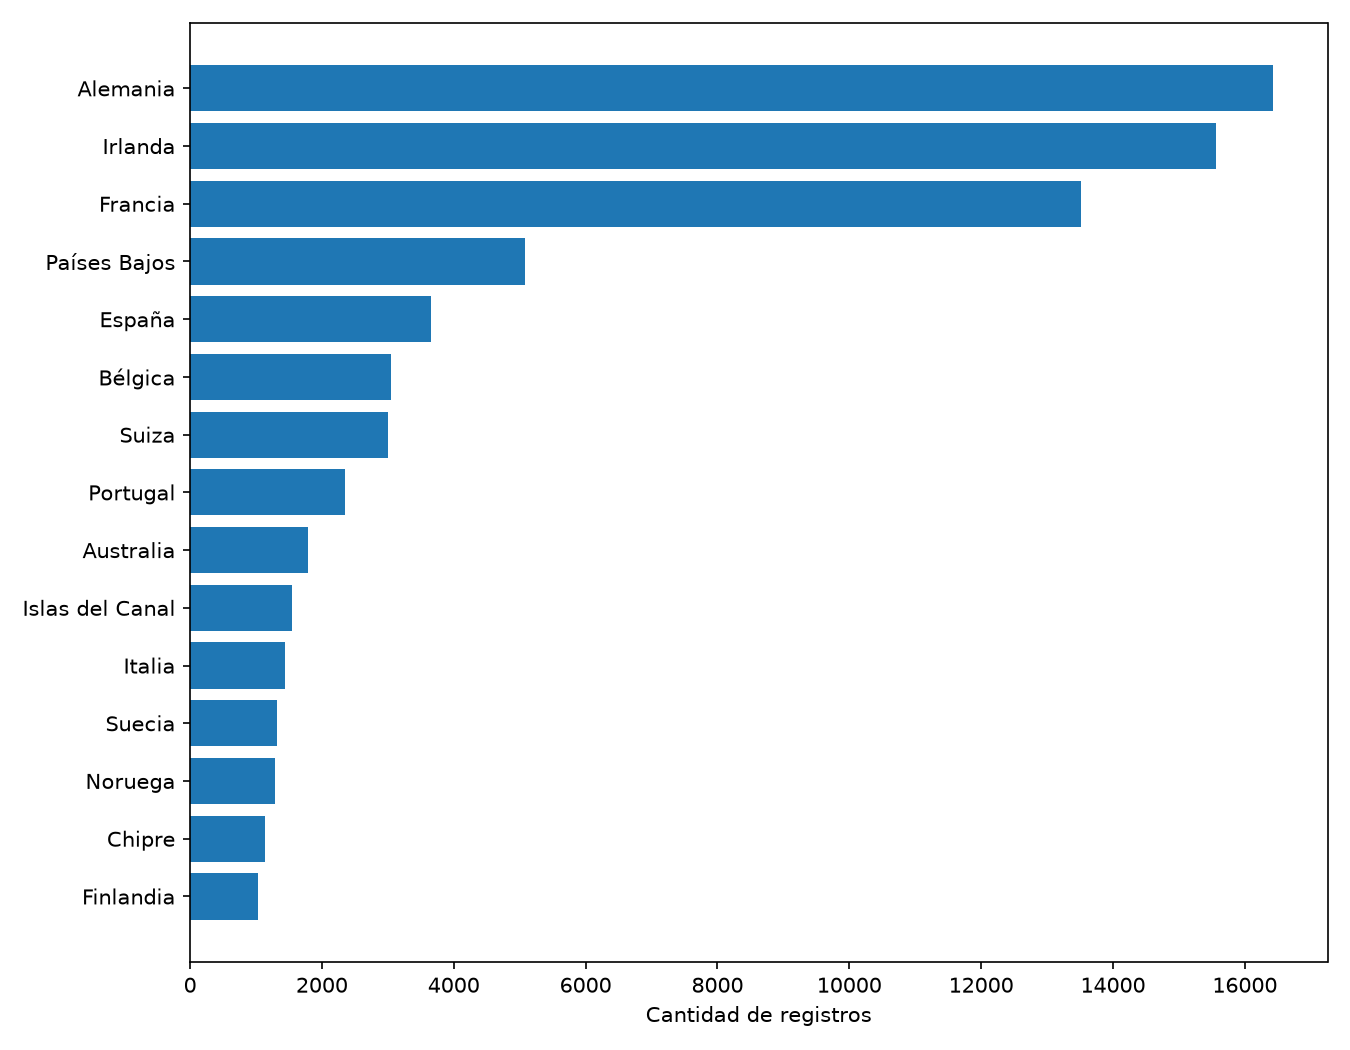 Alemania
Irlanda
Francia
Países Bajos
España
Bélgica
Suiza
Portugal
Australia
Islas del Canal
Italia
Suecia
Noruega
Chipre
Finlandia
0 2000 4000 6000 8000 10000 12000 14000 16000
Cantidad de registros